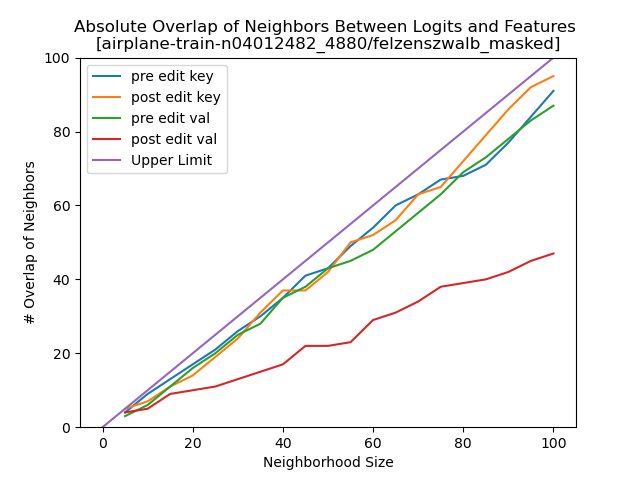 Absolute Overlap of Neighbors Between Logits and Features
[airplane-train-n04012482_4880/felzenszwalb_masked]
pre edit key
post edit key
pre edit val
post edit val
Upper Limit
# Overlap of Neighbors
100
80
60
40
20
0
0 20 40 60 80 100
Neighborhood Size